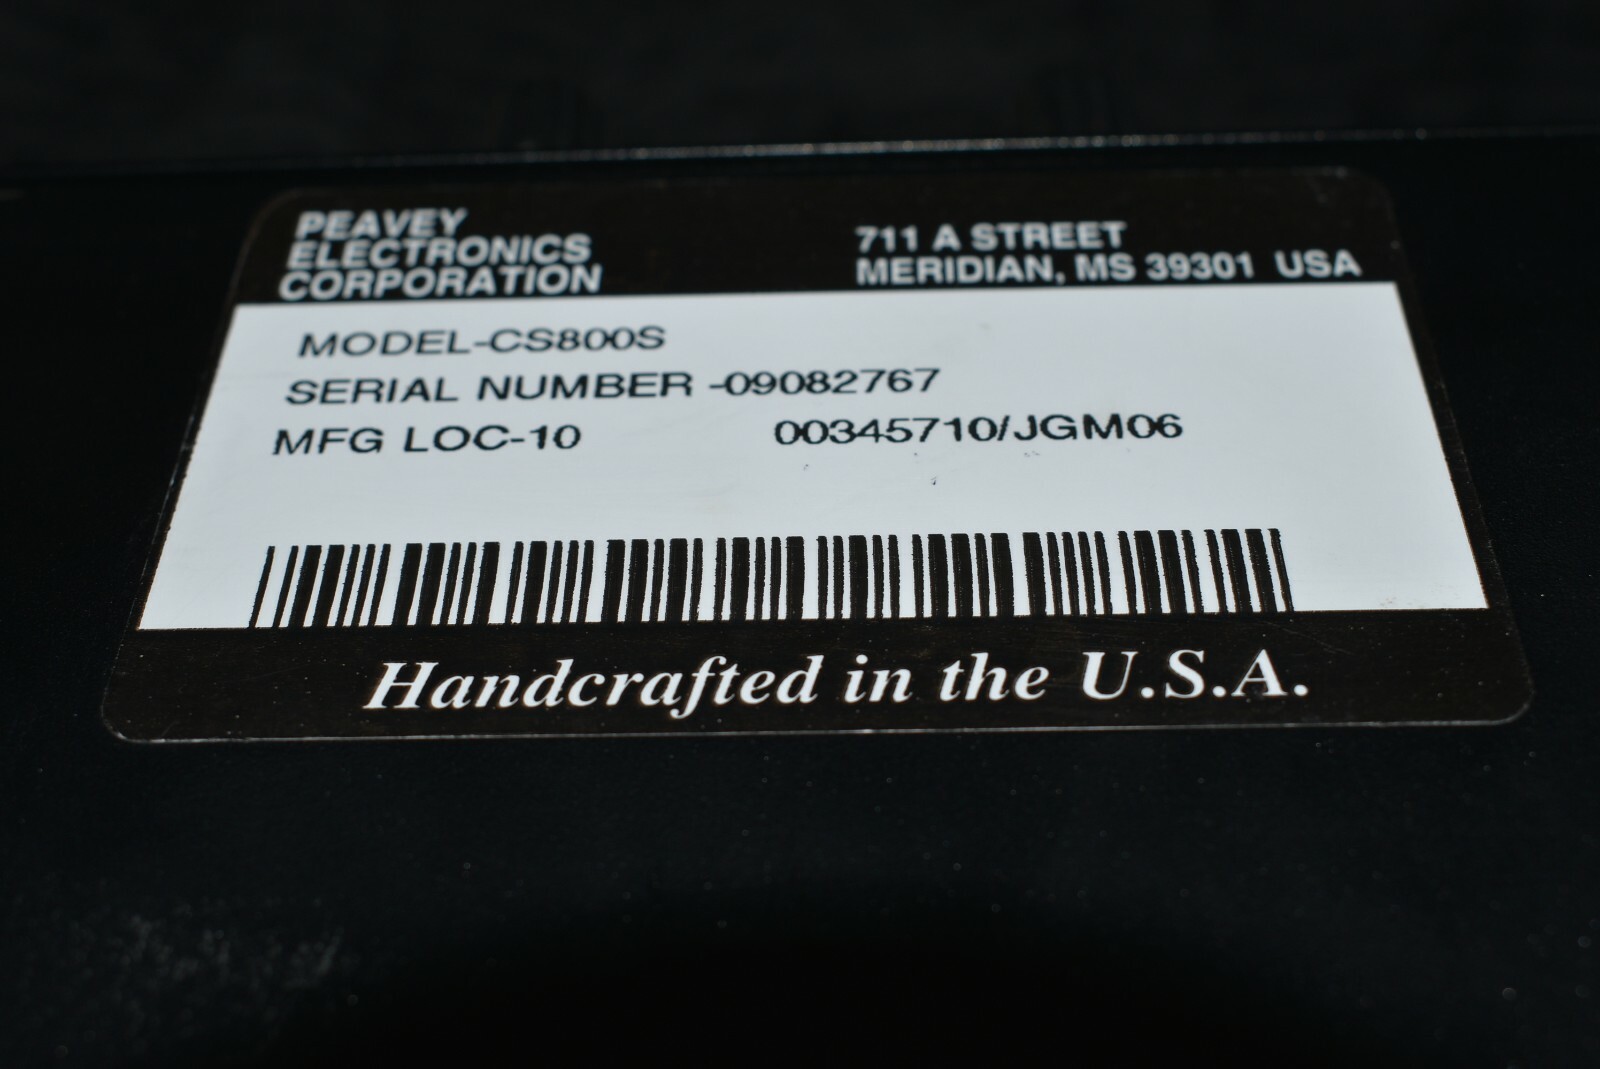 PEAVEY
ELECTRONICS
CORPORATION
711 A STREET
MERIDIAN, MS 39301 USA
MODEL-CS800S
SERIAL NUMBER -09082767
MFG LOC-10 00345710/JGM06
Handcrafted in the U.S.A.